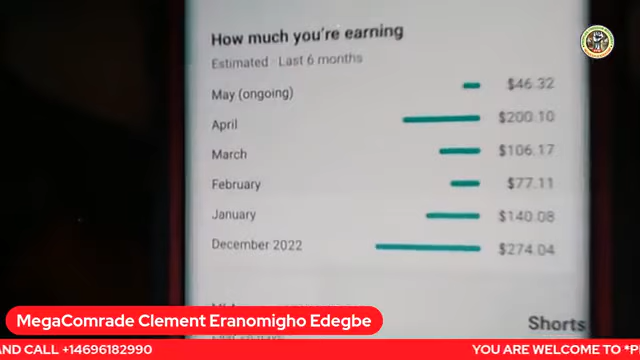 How much you're earning
Estimated · Last 6 months
May (ongoing) $46.32
April $200.10
March $106.17
February $77.11
January $140.08
December 2022 $274.04
Shorts
MegaComrade Clement Eranomigho Edegbe
AND CALL +14696182990 YOU ARE WELCOME TO